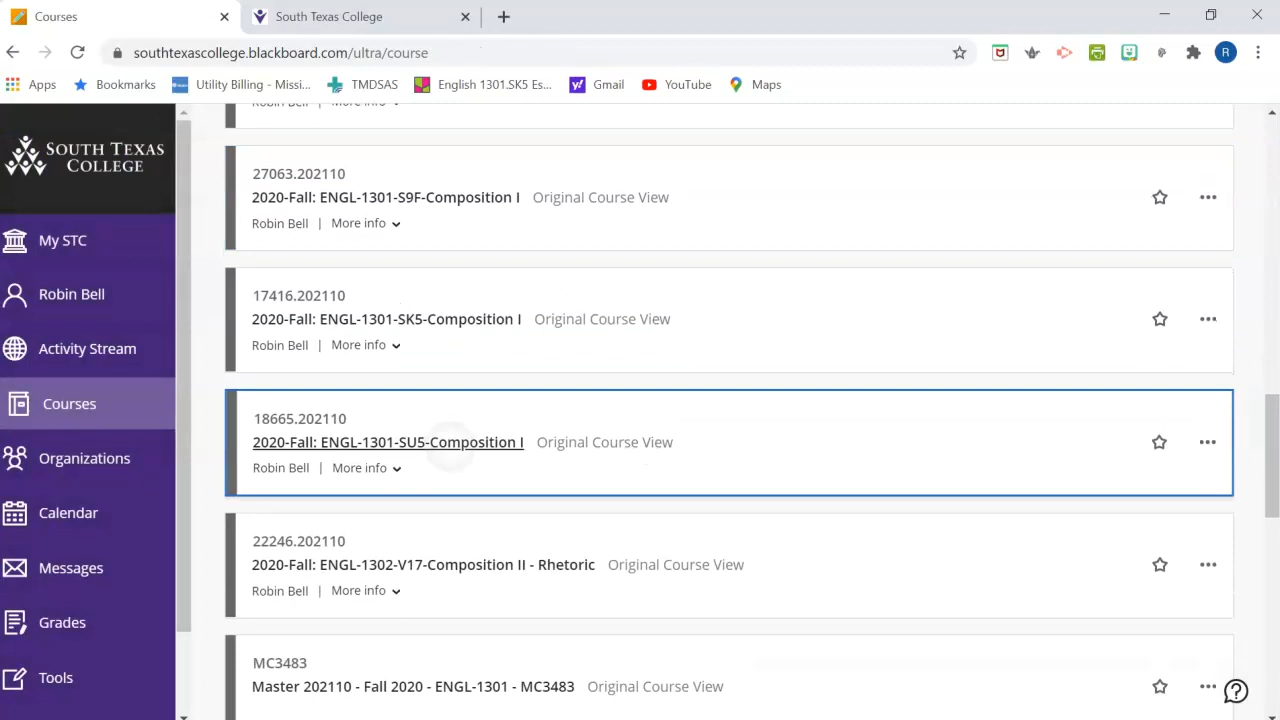 Courses
South Texas College
southtexascollege.blackboard.com/ultra/course
R
Apps
Bookmarks
Utility Billing - Missi...
TMDSAS
English 1301.SK5 Es...
Gmail
YouTube
Maps
SOUTH TEXAS
COLLEGE
My STC
Robin Bell
Activity Stream
Courses
Organizations
Calendar
Messages
Grades
Tools
Robin Bell | More info
27063.202110
2020-Fall: ENGL-1301-S9F-Composition I Original Course View
Robin Bell | More info
17416.202110
2020-Fall: ENGL-1301-SK5-Composition I Original Course View
Robin Bell | More info
18665.202110
2020-Fall: ENGL-1301-SU5-Composition I Original Course View
Robin Bell | More info
22246.202110
2020-Fall: ENGL-1302-V17-Composition II - Rhetoric Original Course View
Robin Bell | More info
MC3483
Master 202110 - Fall 2020 - ENGL-1301 - MC3483 Original Course View